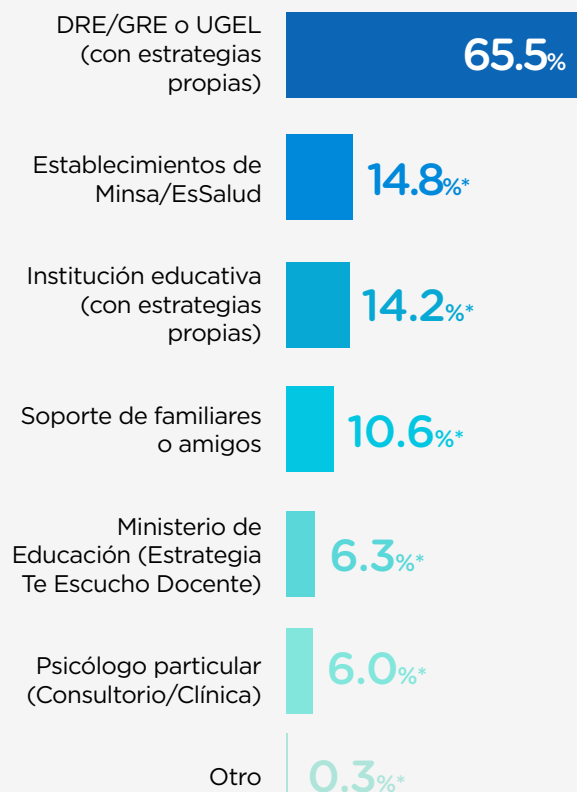 DRE/GRE o UGEL
(con estrategias
propias)
65.5%
Establecimientos de
Minsa/EsSalud
14.8%*
Institución educativa
(con estrategias
propias)
14.2%*
Soporte de familiares
o amigos
10.6%*
Ministerio de
Educación (Estrategia
Te Escucho Docente)
6.3%*
Psicólogo particular
(Consultorio/Clínica)
6.0%*
Otro
0.3%*